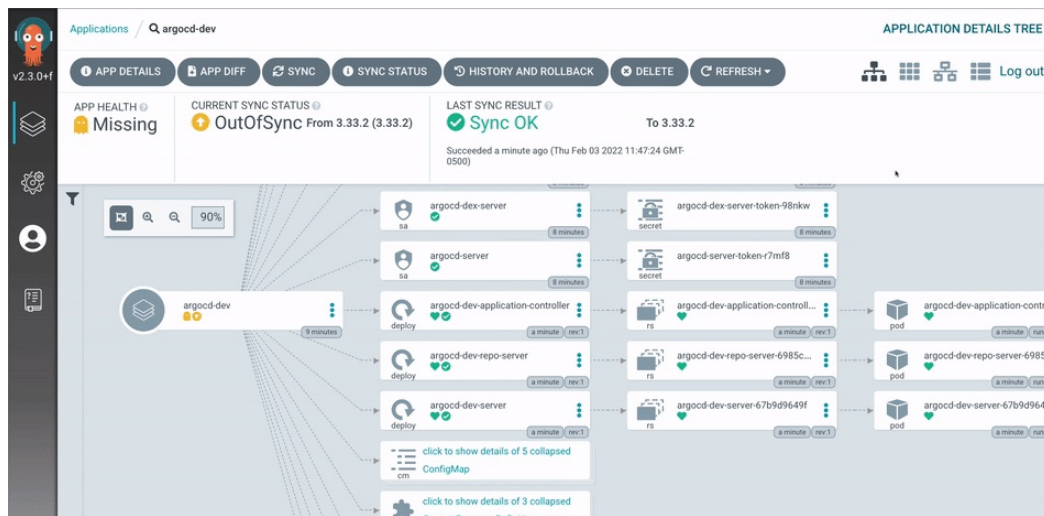 Applications / argocd-dev
APPLICATION DETAILS TREE
v2.3.0+f
APP DETAILS APP DIFF SYNC SYNC STATUS HISTORY AND ROLLBACK DELETE REFRESH Log out
APP HEALTH CURRENT SYNC STATUS LAST SYNC RESULT
Missing OutOfSync From 3.33.2 (3.33.2) Sync OK To 3.33.2
Succeeded a minute ago (Thu Feb 03 2022 11:47:24 GMT-
0500)
90%
argocd-dex-server argocd-dex-server-token-98nkw
sa secret
8 minutes 8 minutes
argocd-server argocd-server-token-r7mf8
sa secret
8 minutes 8 minutes
argocd-dev argocd-dev-application-controller argocd-dev-application-controll... argocd-dev-application-contr
deploy rs pod
9 minutes a minute rev:1 a minute rev:1 a minute run
argocd-dev-repo-server argocd-dev-repo-server-6985c... argocd-dev-repo-server-6985
deploy rs pod
a minute rev:1 a minute rev:1 a minute run
argocd-dev-server argocd-dev-server-67b9d9649f argocd-dev-server-67b9d964
deploy rs pod
a minute rev:1 a minute rev:1 a minute run
click to show details of 5 collapsed
ConfigMap
cm
click to show details of 3 collapsed